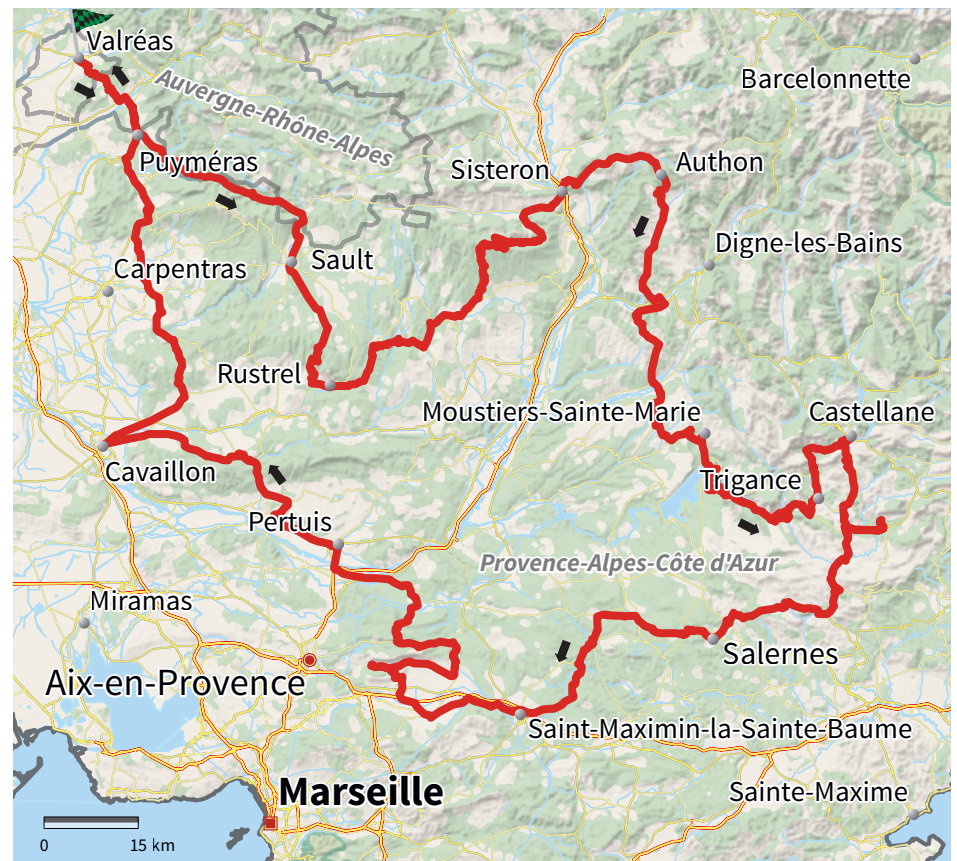 Valréas
Barcelonnette
Auvergne-Rhône-Alpes
Puyméras
Sisteron
Authon
Digne-les-Bains
Sault
Carpentras
Rustrel
Moustiers-Sainte-Marie
Castellane
Cavaillon
Trigance
Pertuis
Provence-Alpes-Côte d'Azur
Miramas
Aix-en-Provence
Salernes
Saint-Maximin-la-Sainte-Baume
Marseille
Sainte-Maxime
0 15 km